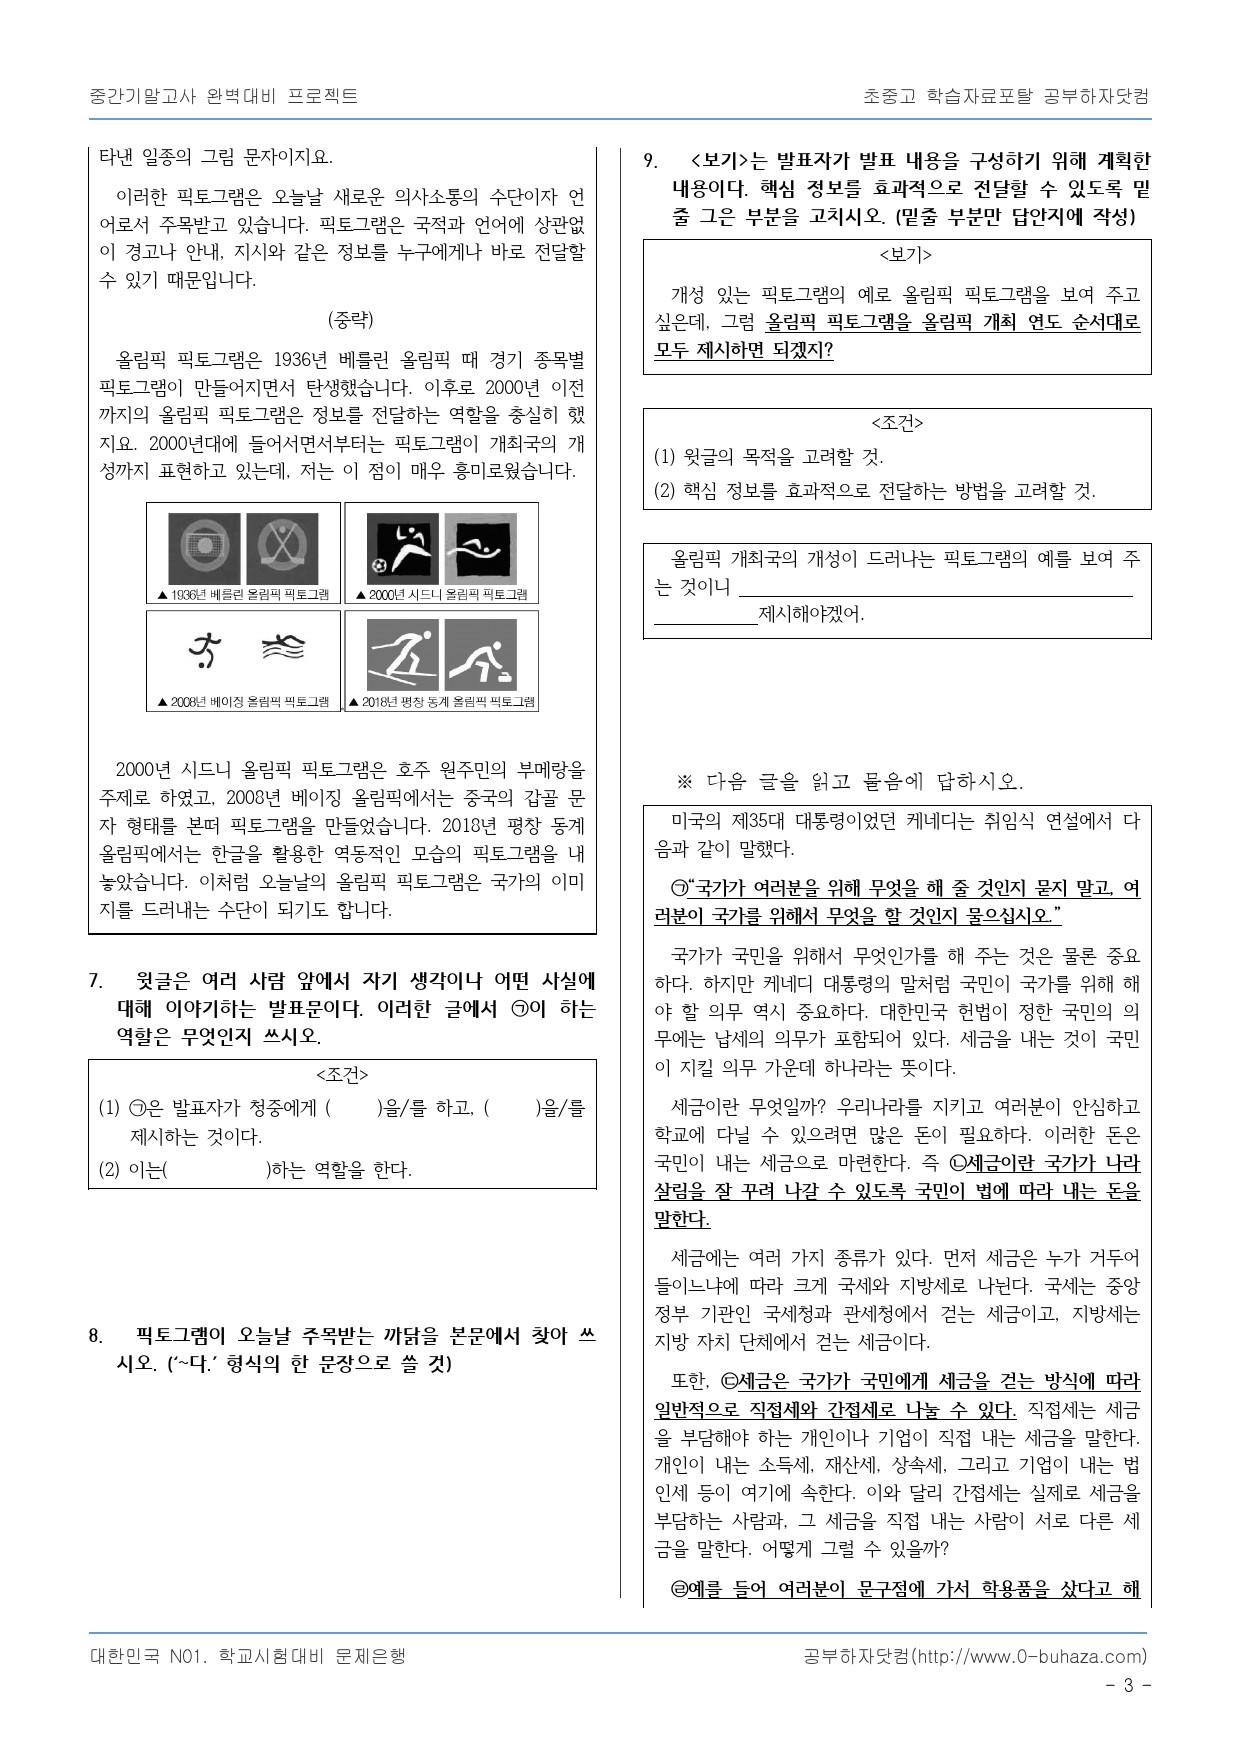 중간기말고사 완벽대비 프로젝트
초중고 학습자료포탈 공부하자닷컴
타낸 일종의 그림 문자이지요.
이러한 픽토그램은 오늘날 새로운 의사소통의 수단이자 언
어로서 주목받고 있습니다. 픽토그램은 국적과 언어에 상관없
이 경고나 안내, 지시와 같은 정보를 누구에게나 바로 전달할
수 있기 때문입니다.
(중략)
올림픽 픽토그램은 1936년 베를린 올림픽 때 경기 종목별
픽토그램이 만들어지면서 탄생했습니다. 이후로 2000년 이전
까지의 올림픽 픽토그램은 정보를 전달하는 역할을 충실히 했
지요. 2000년대에 들어서면서부터는 픽토그램이 개최국의 개
성까지 표현하고 있는데, 저는 이 점이 매우 흥미로웠습니다.
▲ 1936년 베를린 올림픽 픽토그램
▲ 2000년 시드니 올림픽 픽토그램
▲ 2008년 베이징 올림픽 픽토그램
▲ 2018년 평창 동계 올림픽 픽토그램
2000년 시드니 올림픽 픽토그램은 호주 원주민의 부메랑을
주제로 하였고, 2008년 베이징 올림픽에서는 중국의 갑골 문
자 형태를 본떠 픽토그램을 만들었습니다. 2018년 평창 동계
올림픽에서는 한글을 활용한 역동적인 모습의 픽토그램을 내
놓았습니다. 이처럼 오늘날의 올림픽 픽토그램은 국가의 이미
지를 드러내는 수단이 되기도 합니다.
7. 윗글은 여러 사람 앞에서 자기 생각이나 어떤 사실에
대해 이야기하는 발표문이다. 이러한 글에서 ㉠이 하는
역할은 무엇인지 쓰시오.
<조건>
(1) ㉠은 발표자가 청중에게 ( )을/를 하고, ( )을/를
제시하는 것이다.
(2) 이는( )하는 역할을 한다.
8. 픽토그램이 오늘날 주목받는 까닭을 본문에서 찾아 쓰
시오. ('~다.' 형식의 한 문장으로 쓸 것)
9. <보기>는 발표자가 발표 내용을 구성하기 위해 계획한
내용이다. 핵심 정보를 효과적으로 전달할 수 있도록 밑
줄 그은 부분을 고치시오. (밑줄 부분만 답안지에 작성)
<보기>
개성 있는 픽토그램의 예로 올림픽 픽토그램을 보여 주고
싶은데, 그럼 올림픽 픽토그램을 올림픽 개최 연도 순서대로
모두 제시하면 되겠지?
<조건>
(1) 윗글의 목적을 고려할 것.
(2) 핵심 정보를 효과적으로 전달하는 방법을 고려할 것.
올림픽 개최국의 개성이 드러나는 픽토그램의 예를 보여 주
는 것이니
제시해야겠어.
※ 다음 글을 읽고 물음에 답하시오.
미국의 제35대 대통령이었던 케네디는 취임식 연설에서 다
음과 같이 말했다.
㉠"국가가 여러분을 위해 무엇을 해 줄 것인지 묻지 말고, 여
러분이 국가를 위해서 무엇을 할 것인지 물으십시오."
국가가 국민을 위해서 무엇인가를 해 주는 것은 물론 중요
하다. 하지만 케네디 대통령의 말처럼 국민이 국가를 위해 해
야 할 의무 역시 중요하다. 대한민국 헌법이 정한 국민의 의
무에는 납세의 의무가 포함되어 있다. 세금을 내는 것이 국민
이 지킬 의무 가운데 하나라는 뜻이다.
세금이란 무엇일까? 우리나라를 지키고 여러분이 안심하고
학교에 다닐 수 있으려면 많은 돈이 필요하다. 이러한 돈은
국민이 내는 세금으로 마련한다. 즉 ㉡세금이란 국가가 나라
살림을 잘 꾸려 나갈 수 있도록 국민이 법에 따라 내는 돈을
말한다.
세금에는 여러 가지 종류가 있다. 먼저 세금은 누가 거두어
들이느냐에 따라 크게 국세와 지방세로 나뉜다. 국세는 중앙
정부 기관인 국세청과 관세청에서 걷는 세금이고, 지방세는
지방 자치 단체에서 걷는 세금이다.
또한, ㉢세금은 국가가 국민에게 세금을 걷는 방식에 따라
일반적으로 직접세와 간접세로 나눌 수 있다. 직접세는 세금
을 부담해야 하는 개인이나 기업이 직접 내는 세금을 말한다.
개인이 내는 소득세, 재산세, 상속세, 그리고 기업이 내는 법
인세 등이 여기에 속한다. 이와 달리 간접세는 실제로 세금을
부담하는 사람과, 그 세금을 직접 내는 사람이 서로 다른 세
금을 말한다. 어떻게 그럴 수 있을까?
㉣예를 들어 여러분이 문구점에 가서 학용품을 샀다고 해
대한민국 N01. 학교시험대비 문제은행
공부하자닷컴(http://www.0-buhaza.com)
- 3 -